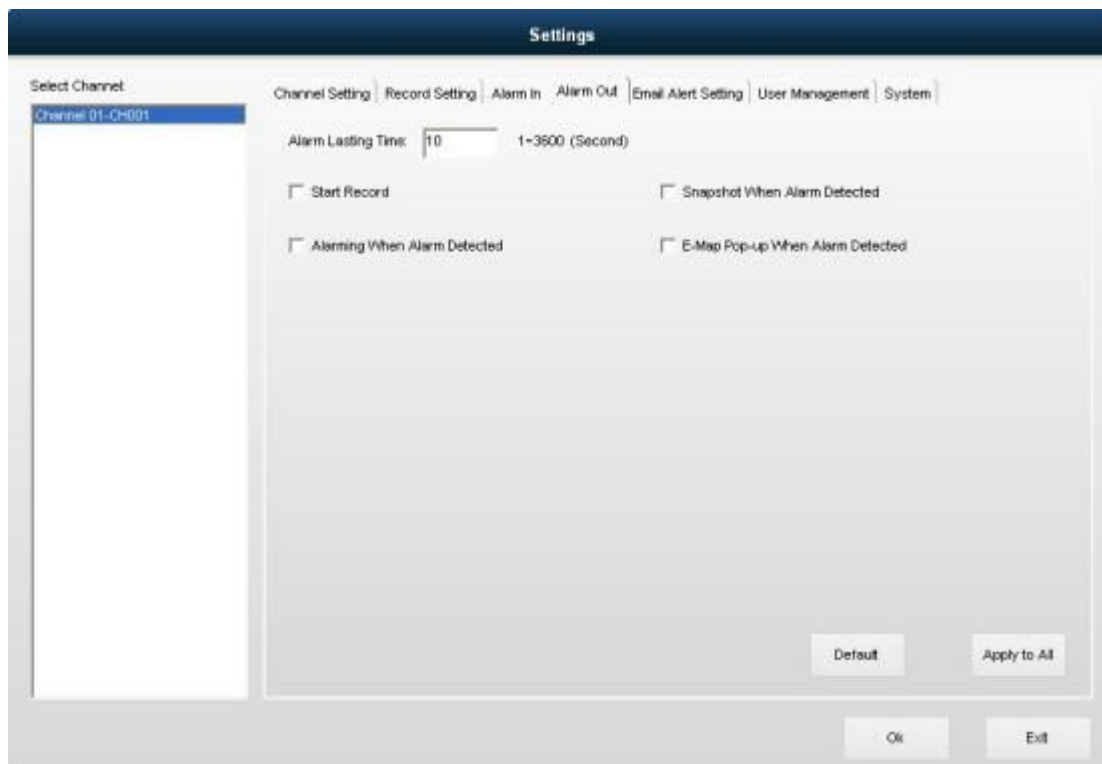 Settings
Select Channel
Channel 01-CH001
Channel Setting Record Setting Alarm In Alarm Out Email Alert Setting User Management System
Alarm Lasting Time: 10 1~3600 (Second)
Start Record Snapshot When Alarm Detected
Alarming When Alarm Detected E-Map Pop-up When Alarm Detected
Default Apply to All
Ok Exit